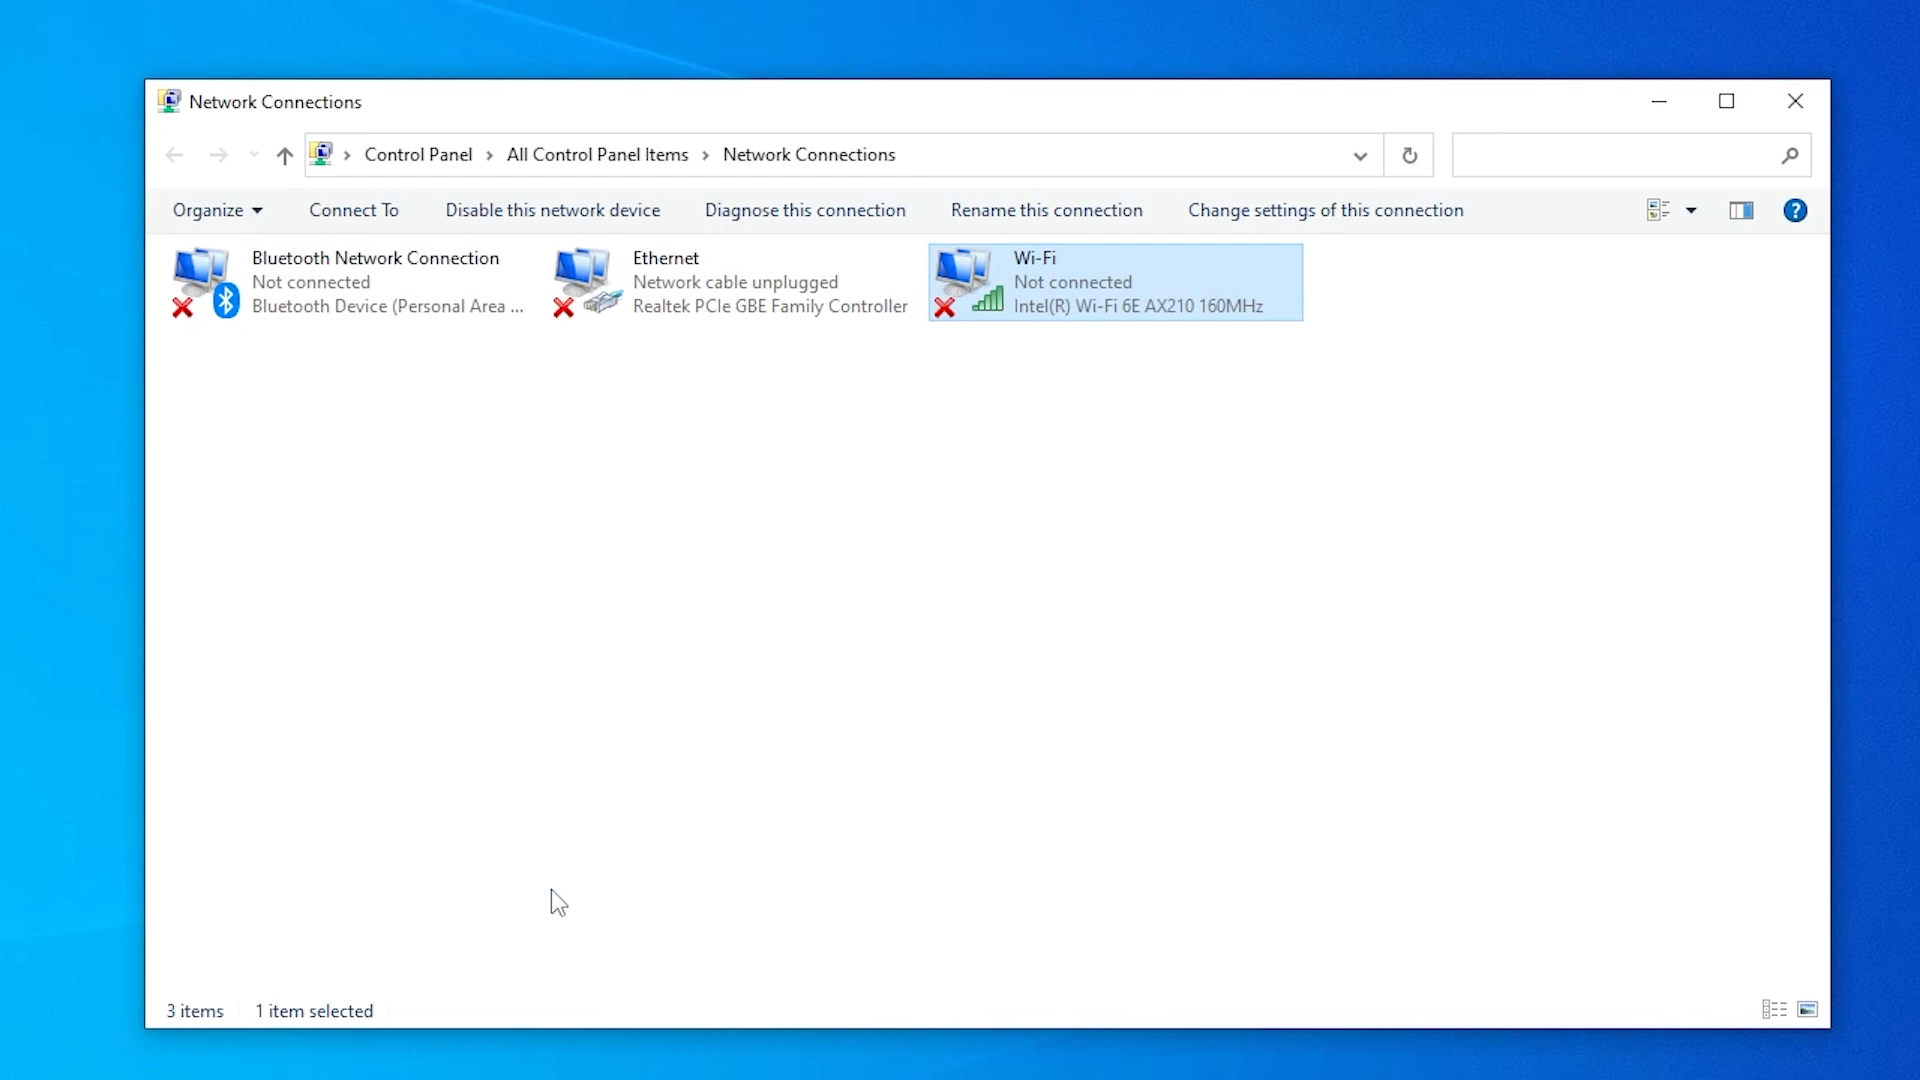 Network Connections
Control Panel > All Control Panel Items > Network Connections
Organize Connect To Disable this network device Diagnose this connection Rename this connection Change settings of this connection
?
Bluetooth Network Connection
Not connected
Bluetooth Device (Personal Area ...
Ethernet
Network cable unplugged
Realtek PCIe GBE Family Controller
Wi-Fi
Not connected
Intel(R) Wi-Fi 6E AX210 160MHz
3 items 1 item selected